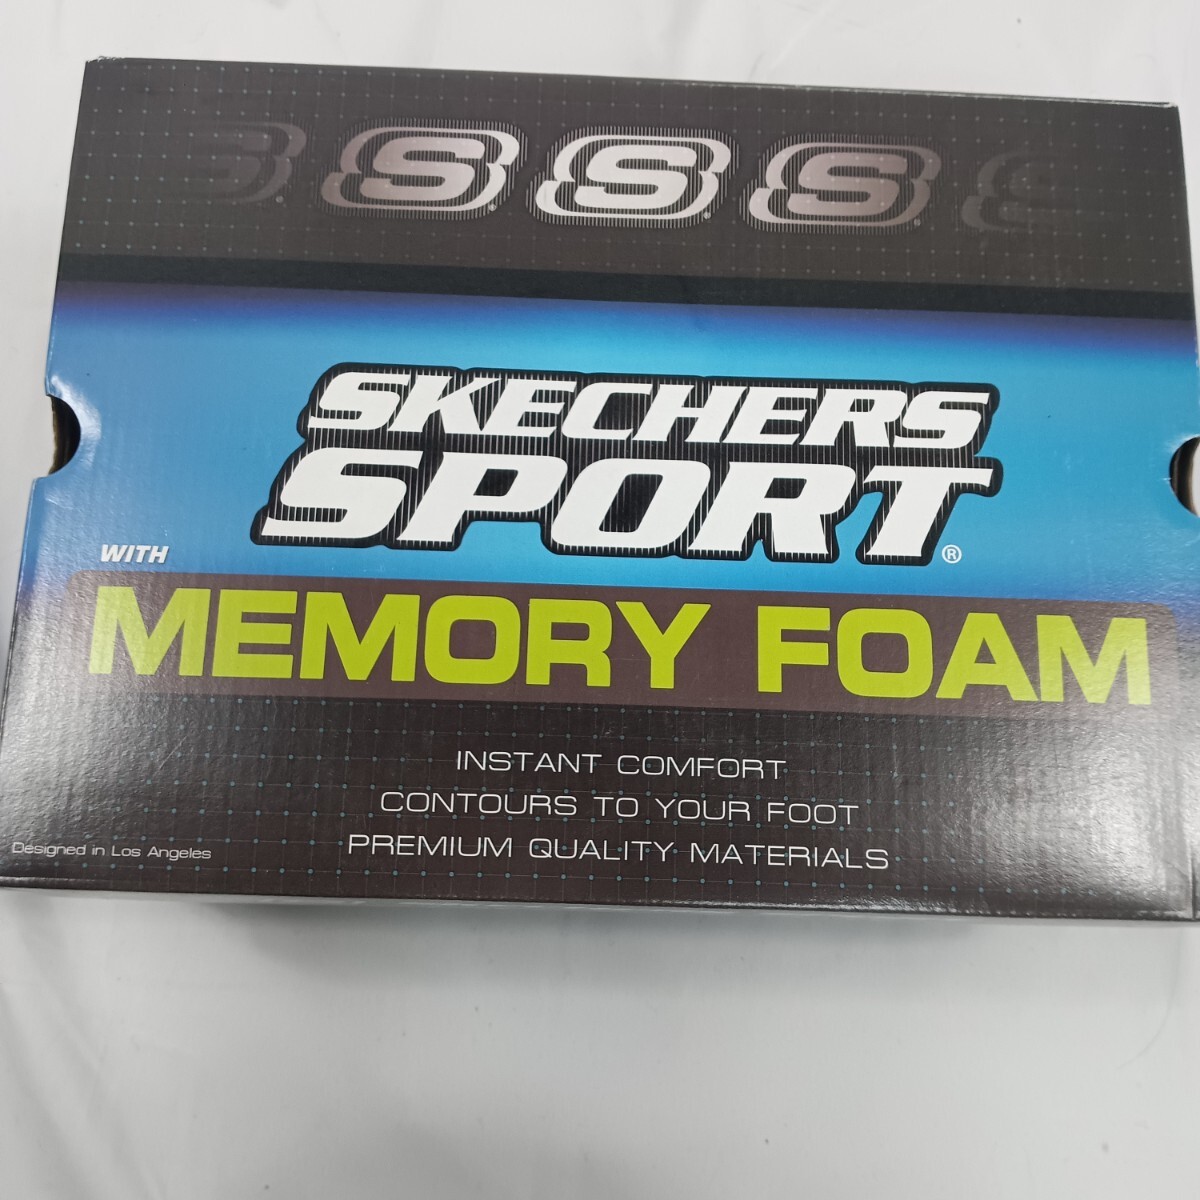 S S S S S
SKECHERS
SPORT®
WITH
MEMORY FOAM
INSTANT COMFORT
CONTOURS TO YOUR FOOT
PREMIUM QUALITY MATERIALS
Designed in Los Angeles